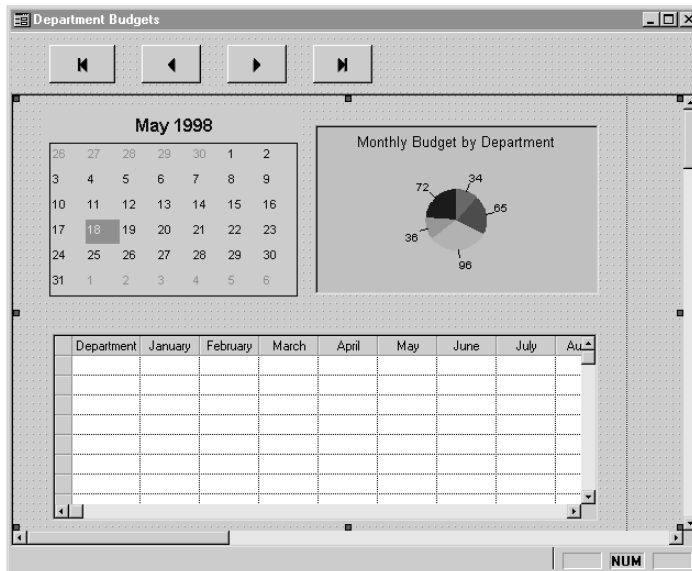 Department Budgets
May 1998
26 27 28 29 30 1 2
3 4 5 6 7 8 9
10 11 12 13 14 15 16
17 18 19 20 21 22 23
24 25 26 27 28 29 30
31 1 2 3 4 5 6
Monthly Budget by Department
72 34
65
36
96
Department January February March April May June July Au
NUM